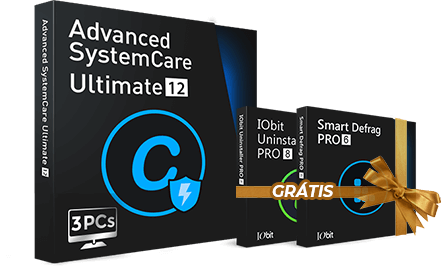 Advanced
SystemCare
Ultimate 12
Advanced SystemCare Ultimate 12
3PCs
IObit
Uninstaller
PRO 8
IObit Uninstaller PRO 8
IObit
Smart Defrag
PRO 6
Smart Defrag PRO 6
IObit
GRÁTIS